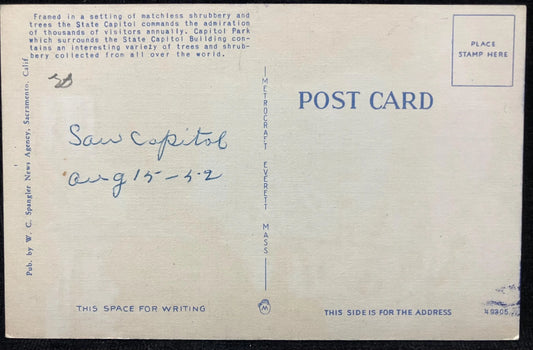 Framed in a setting of matchless shrubbery and
trees the State Capitol commands the admiration
of thousands of visitors annually. Capitol Park
which surrounds the State Capitol Building con-
tains an interesting variety of trees and shrub-
bery collected from all over the world.
Pub. by W. C. Spangler News Agency, Sacramento, Calif.
Saw Capitol
Aug 15-52
THIS SPACE FOR WRITING
METROCRAFT EVERETT MASS
M
POST CARD
PLACE
STAMP HERE
THIS SIDE IS FOR THE ADDRESS